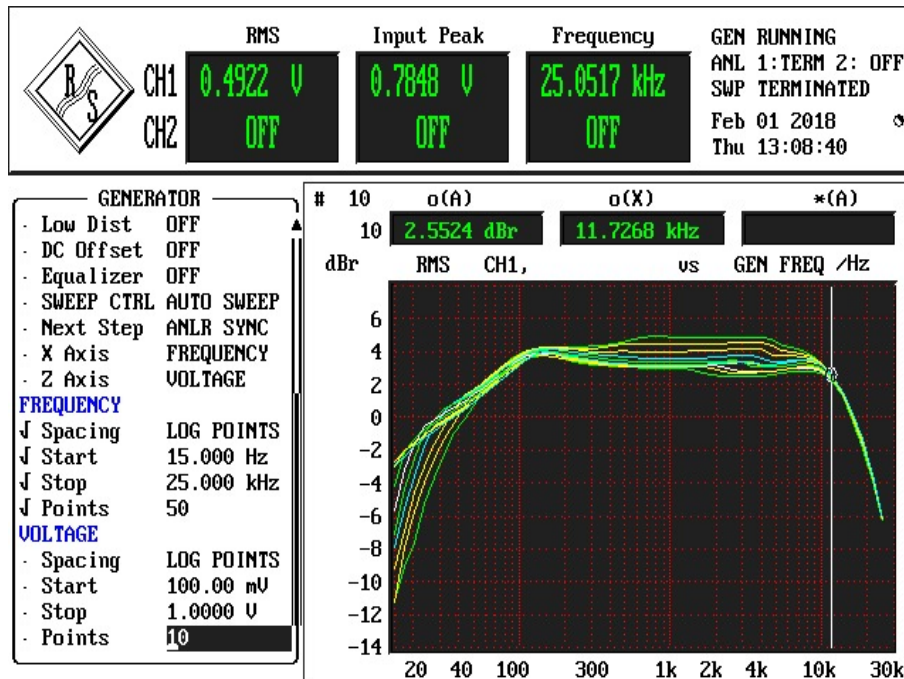 RMS Input Peak Frequency
R S
CH1 0.4922 V 0.7848 V 25.0517 kHz
CH2 OFF OFF OFF
GEN RUNNING
ANL 1:TERM 2: OFF
SWP TERMINATED
Feb 01 2018
Thu 13:08:40
GENERATOR
· Low Dist OFF
· DC Offset OFF
· Equalizer OFF
· SWEEP CTRL AUTO SWEEP
· Next Step ANLR SYNC
· X Axis FREQUENCY
· Z Axis VOLTAGE
FREQUENCY
√ Spacing LOG POINTS
√ Start 15.000 Hz
√ Stop 25.000 kHz
√ Points 50
VOLTAGE
· Spacing LOG POINTS
· Start 100.00 mV
· Stop 1.0000 V
· Points 10
# 10 o(A) o(X) *(A)
10 2.5524 dBr 11.7268 kHz
dBr RMS CH1, vs GEN FREQ /Hz
6
4
2
0
-2
-4
-6
-8
-10
-12
-14
20 40 100 300 1k 2k 4k 10k 30k